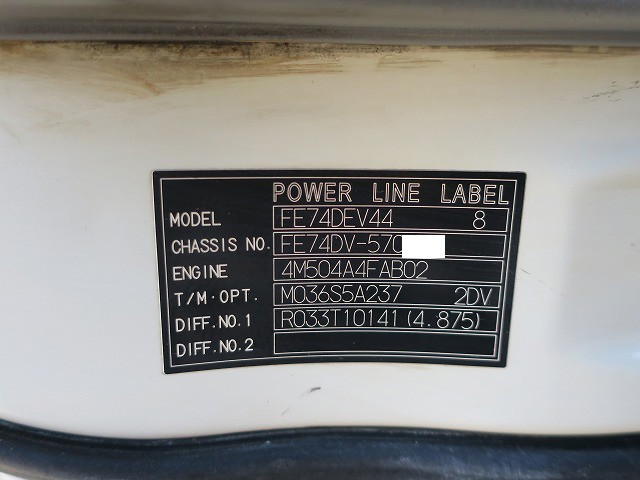 POWER LINE LABEL
MODEL FE74DEV44 8
CHASSIS NO. FE74DV-570
ENGINE 4M504A4FAB02
T/M·OPT. M036S5A237 2DV
DIFF.NO.1 R033T10141(4.875)
DIFF.NO.2